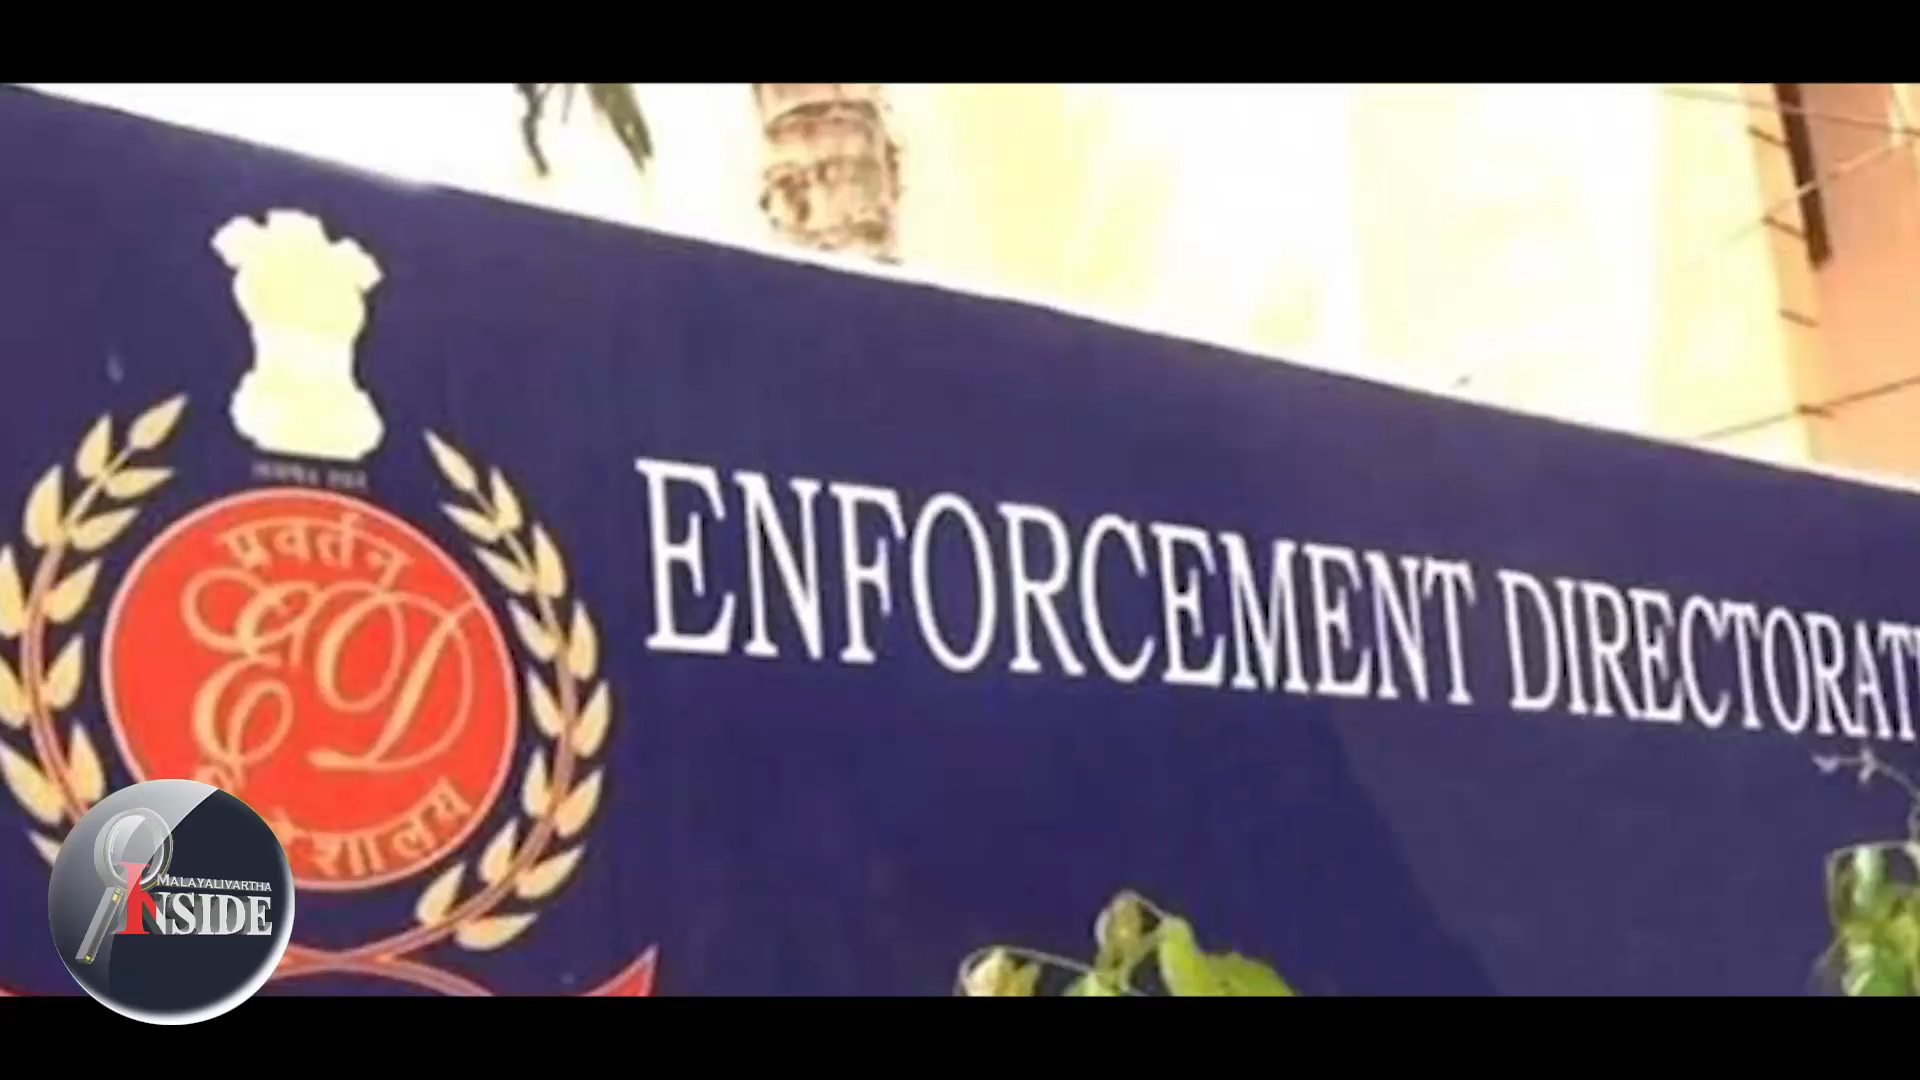 प्रवर्तन
ED
ENFORCEMENT DIRECTORAT
MALAYALIVARTHA
INSIDE